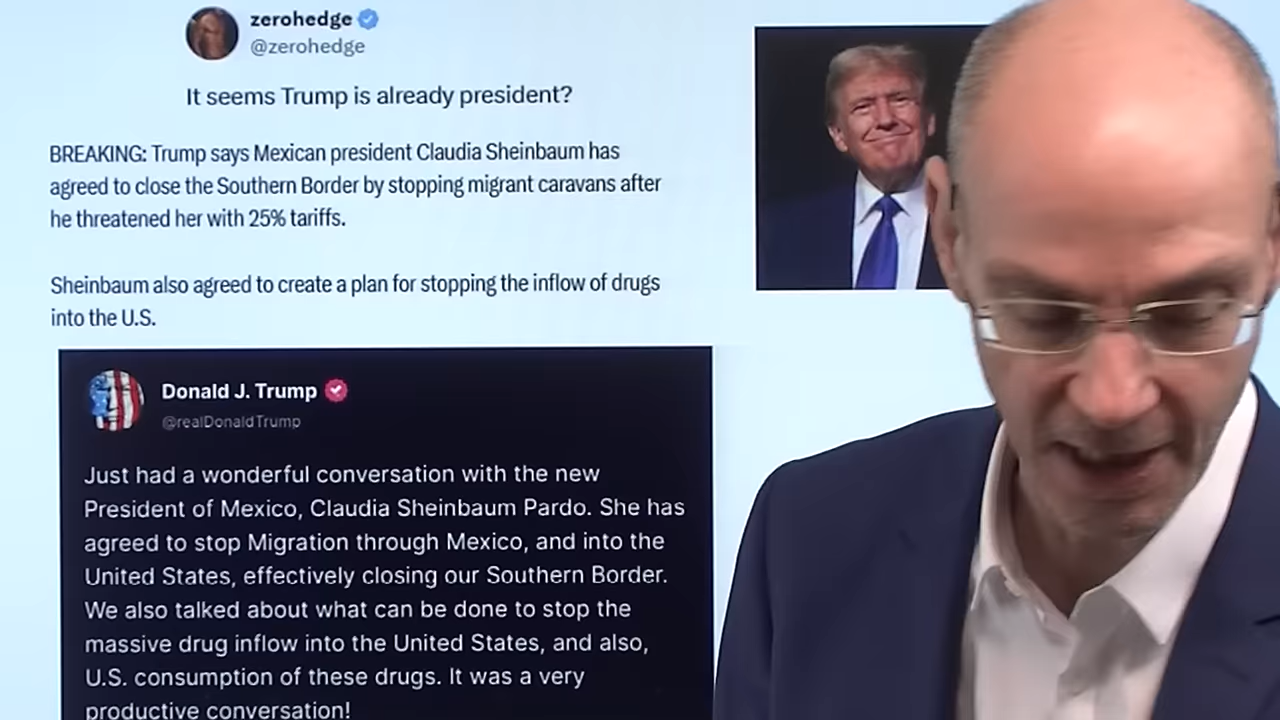 zerohedge
@zerohedge
It seems Trump is already president?
BREAKING: Trump says Mexican president Claudia Sheinbaum has
agreed to close the Southern Border by stopping migrant caravans after
he threatened her with 25% tariffs.
Sheinbaum also agreed to create a plan for stopping the inflow of drugs
into the U.S.
Donald J. Trump
@realDonaldTrump
Just had a wonderful conversation with the new
President of Mexico, Claudia Sheinbaum Pardo. She has
agreed to stop Migration through Mexico, and into the
United States, effectively closing our Southern Border.
We also talked about what can be done to stop the
massive drug inflow into the United States, and also,
U.S. consumption of these drugs. It was a very
productive conversation!